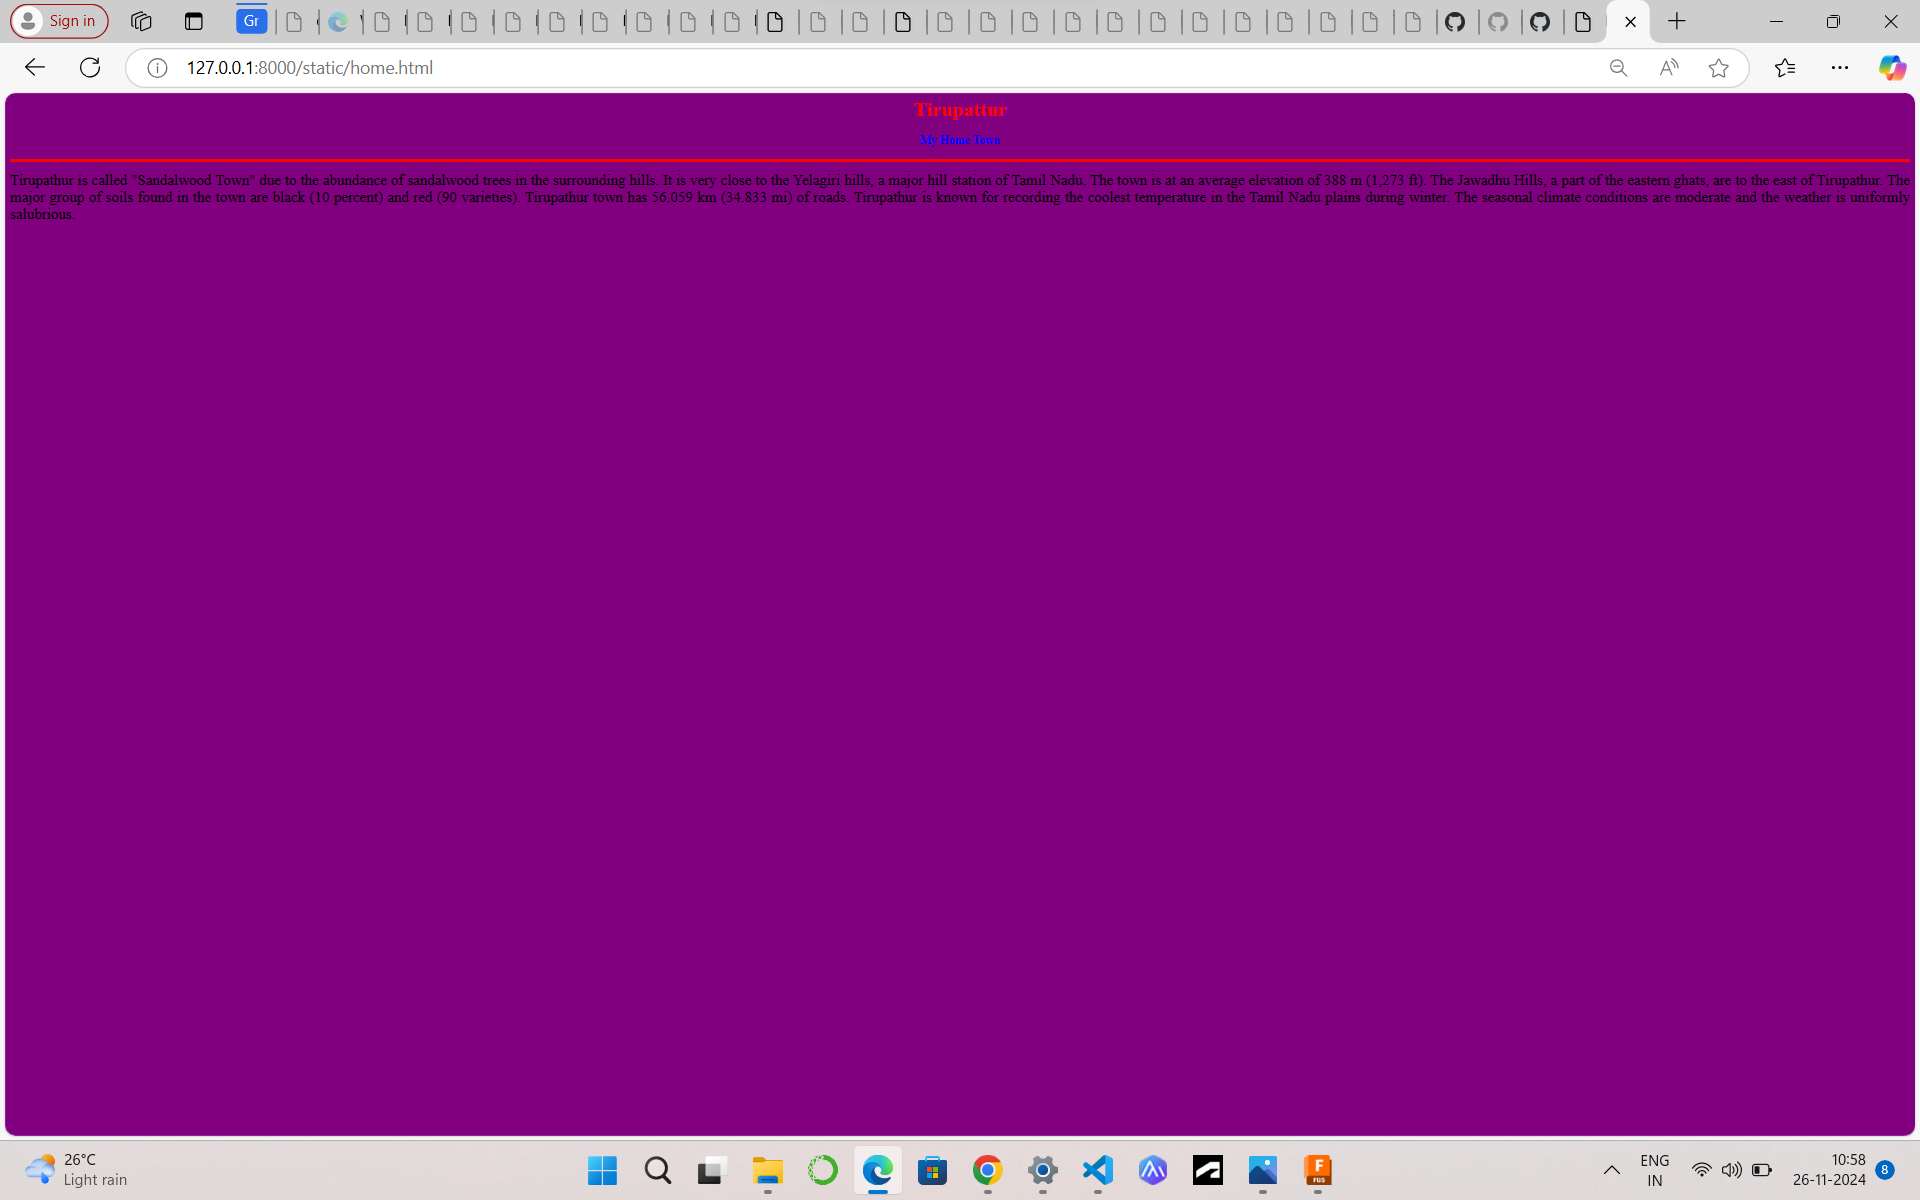 Sign in
Gr
127.0.0.1:8000/static/home.html
Tirupattur
My Home Town
Tirupathur is called "Sandalwood Town" due to the abundance of sandalwood trees in the surrounding hills. It is very close to the Yelagiri hills, a major hill station of Tamil Nadu. The town is at an average elevation of 388 m (1,273 ft). The Jawadhu Hills, a part of the eastern ghats, are to the east of Tirupathur. The
major group of soils found in the town are black (10 percent) and red (90 varieties). Tirupathur town has 56.059 km (34.833 mi) of roads. Tirupathur is known for recording the coolest temperature in the Tamil Nadu plains during winter. The seasonal climate conditions are moderate and the weather is uniformly
salubrious.
26°C
Light rain
F
FUS
ENG
IN
10:58
26-11-2024
8